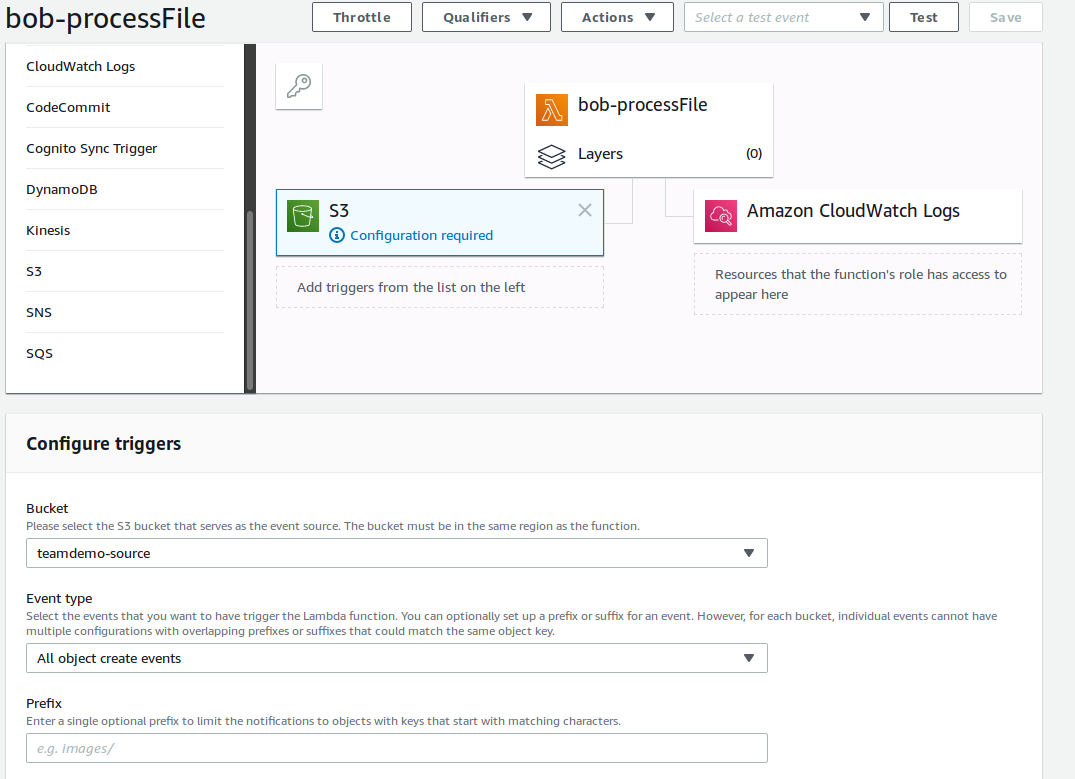 bob-processFile
Throttle
Qualifiers
Actions
Select a test event
Test
Save
CloudWatch Logs
CodeCommit
Cognito Sync Trigger
DynamoDB
Kinesis
S3
SNS
SQS
bob-processFile
Layers (0)
S3
Configuration required
Add triggers from the list on the left
Amazon CloudWatch Logs
Resources that the function's role has access to
appear here
Configure triggers
Bucket
Please select the S3 bucket that serves as the event source. The bucket must be in the same region as the function.
teamdemo-source
Event type
Select the events that you want to have trigger the Lambda function. You can optionally set up a prefix or suffix for an event. However, for each bucket, individual events cannot have
multiple configurations with overlapping prefixes or suffixes that could match the same object key.
All object create events
Prefix
Enter a single optional prefix to limit the notifications to objects with keys that start with matching characters.
e.g. images/